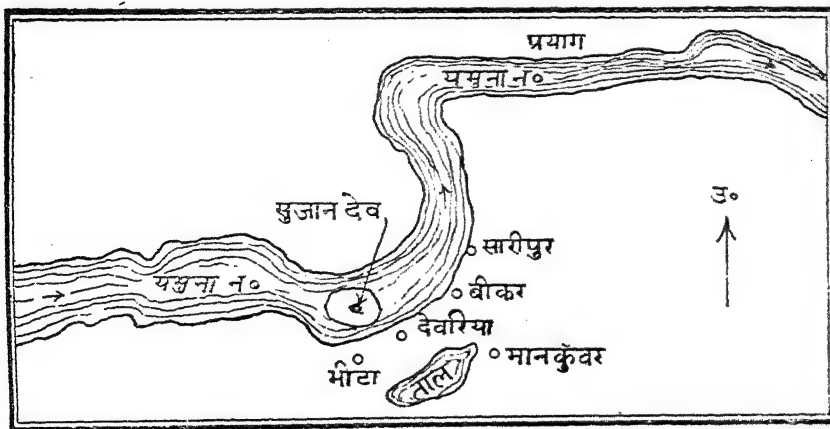 प्रयाग
यमुना न०
उ०
सुजान देव
सारीपुर
यमुना न०
बीकर
देवरिया
मानकुँवर
भीटा
ताल